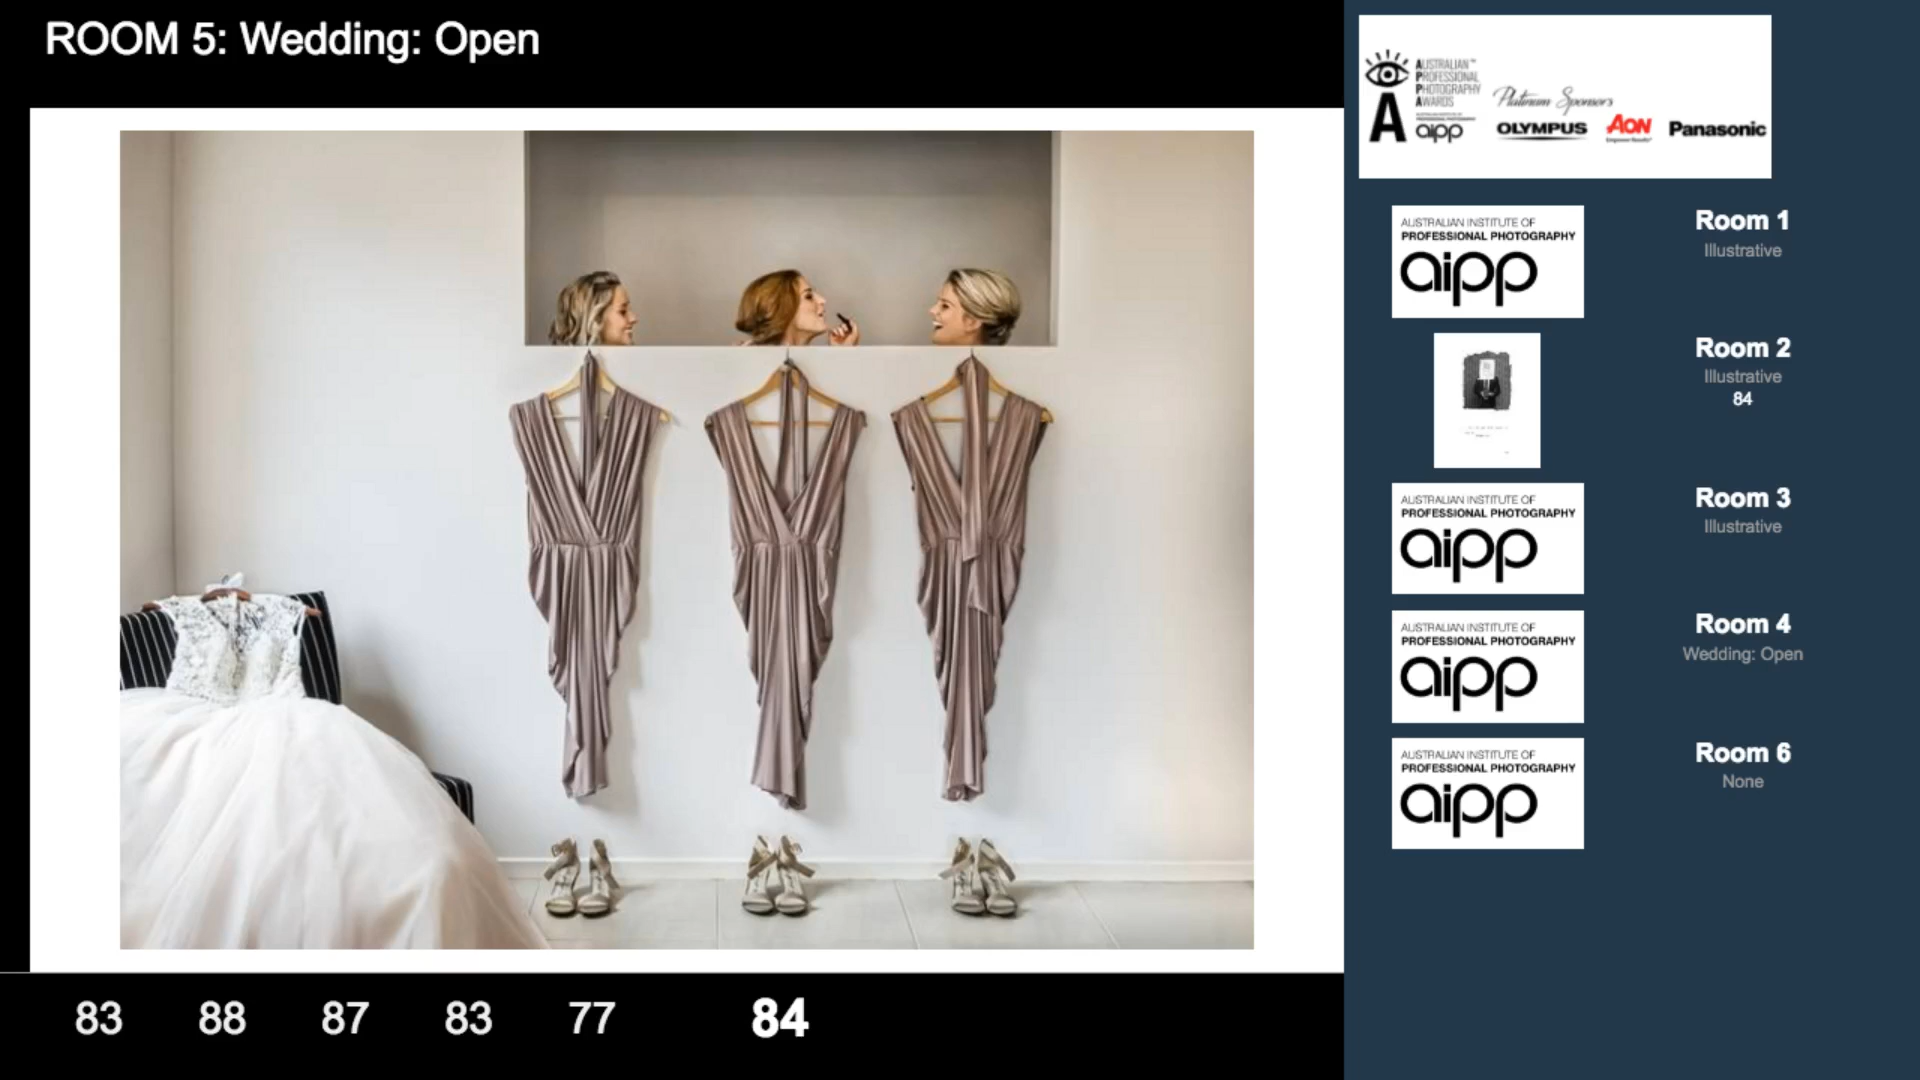 ROOM 5: Wedding: Open
83 88 87 83 77 84
AUSTRALIAN™
PROFESSIONAL
PHOTOGRAPHY
AWARDS
aipp
Platinum Sponsors
OLYMPUS
AON
Empower Results®
Panasonic
AUSTRALIAN INSTITUTE OF
PROFESSIONAL PHOTOGRAPHY
aipp
Room 1
Illustrative
Room 2
Illustrative
84
AUSTRALIAN INSTITUTE OF
PROFESSIONAL PHOTOGRAPHY
aipp
Room 3
Illustrative
AUSTRALIAN INSTITUTE OF
PROFESSIONAL PHOTOGRAPHY
aipp
Room 4
Wedding: Open
AUSTRALIAN INSTITUTE OF
PROFESSIONAL PHOTOGRAPHY
aipp
Room 6
None